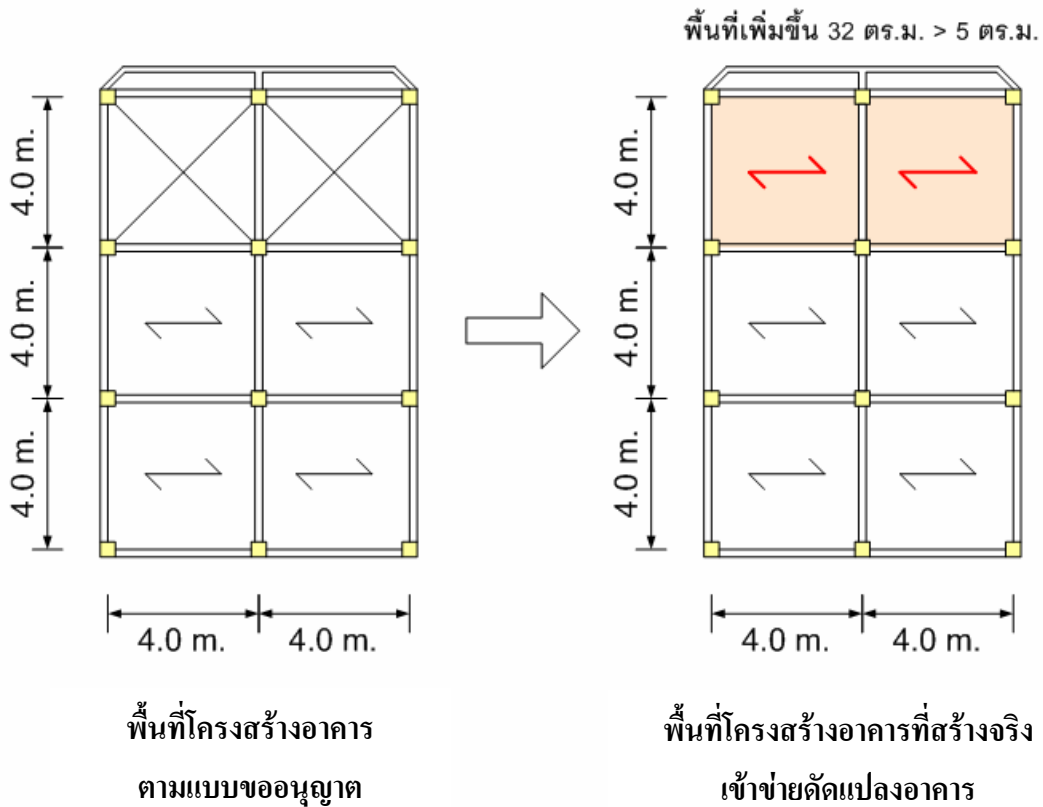 พื้นที่เพิ่มขึ้น 32 ตร.ม. > 5 ตร.ม.
4.0 m.
4.0 m.
4.0 m.
4.0 m.
4.0 m.
4.0 m.
4.0 m.
4.0 m.
4.0 m.
4.0 m.
พื้นที่โครงสร้างอาคาร
ตามแบบขออนุญาต
พื้นที่โครงสร้างอาคารที่สร้างจริง
เข้าข่ายดัดแปลงอาคาร